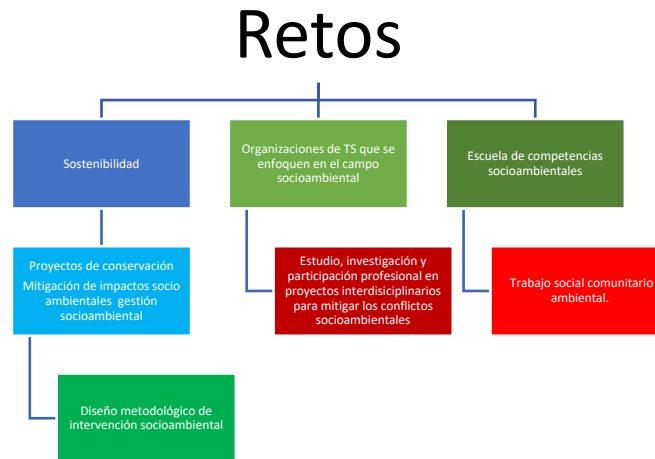 Retos
Sostenibilidad
Organizaciones de TS que se
enfoquen en el campo
socioambiental
Escuela de competencias
socioambientales
Proyectos de conservación
Mitigación de impactos socio
ambientales gestión
socioambiental
Estudio, investigación y
participación profesional en
proyectos interdisiciplinarios
para mitigar los conflictos
socioambientales
Trabajo social comunitario
ambiental.
Diseño metodológico de
intervención socioambiental